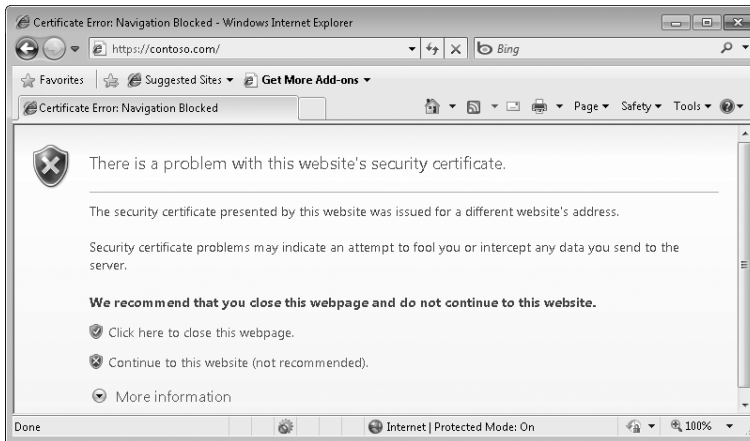 Certificate Error: Navigation Blocked - Windows Internet Explorer
https://contoso.com/
Bing
Favorites Suggested Sites Get More Add-ons
Certificate Error: Navigation Blocked Page Safety Tools
There is a problem with this website's security certificate.
The security certificate presented by this website was issued for a different website's address.
Security certificate problems may indicate an attempt to fool you or intercept any data you send to the
server.
We recommend that you close this webpage and do not continue to this website.
Click here to close this webpage.
Continue to this website (not recommended).
More information
Done Internet | Protected Mode: On 100%